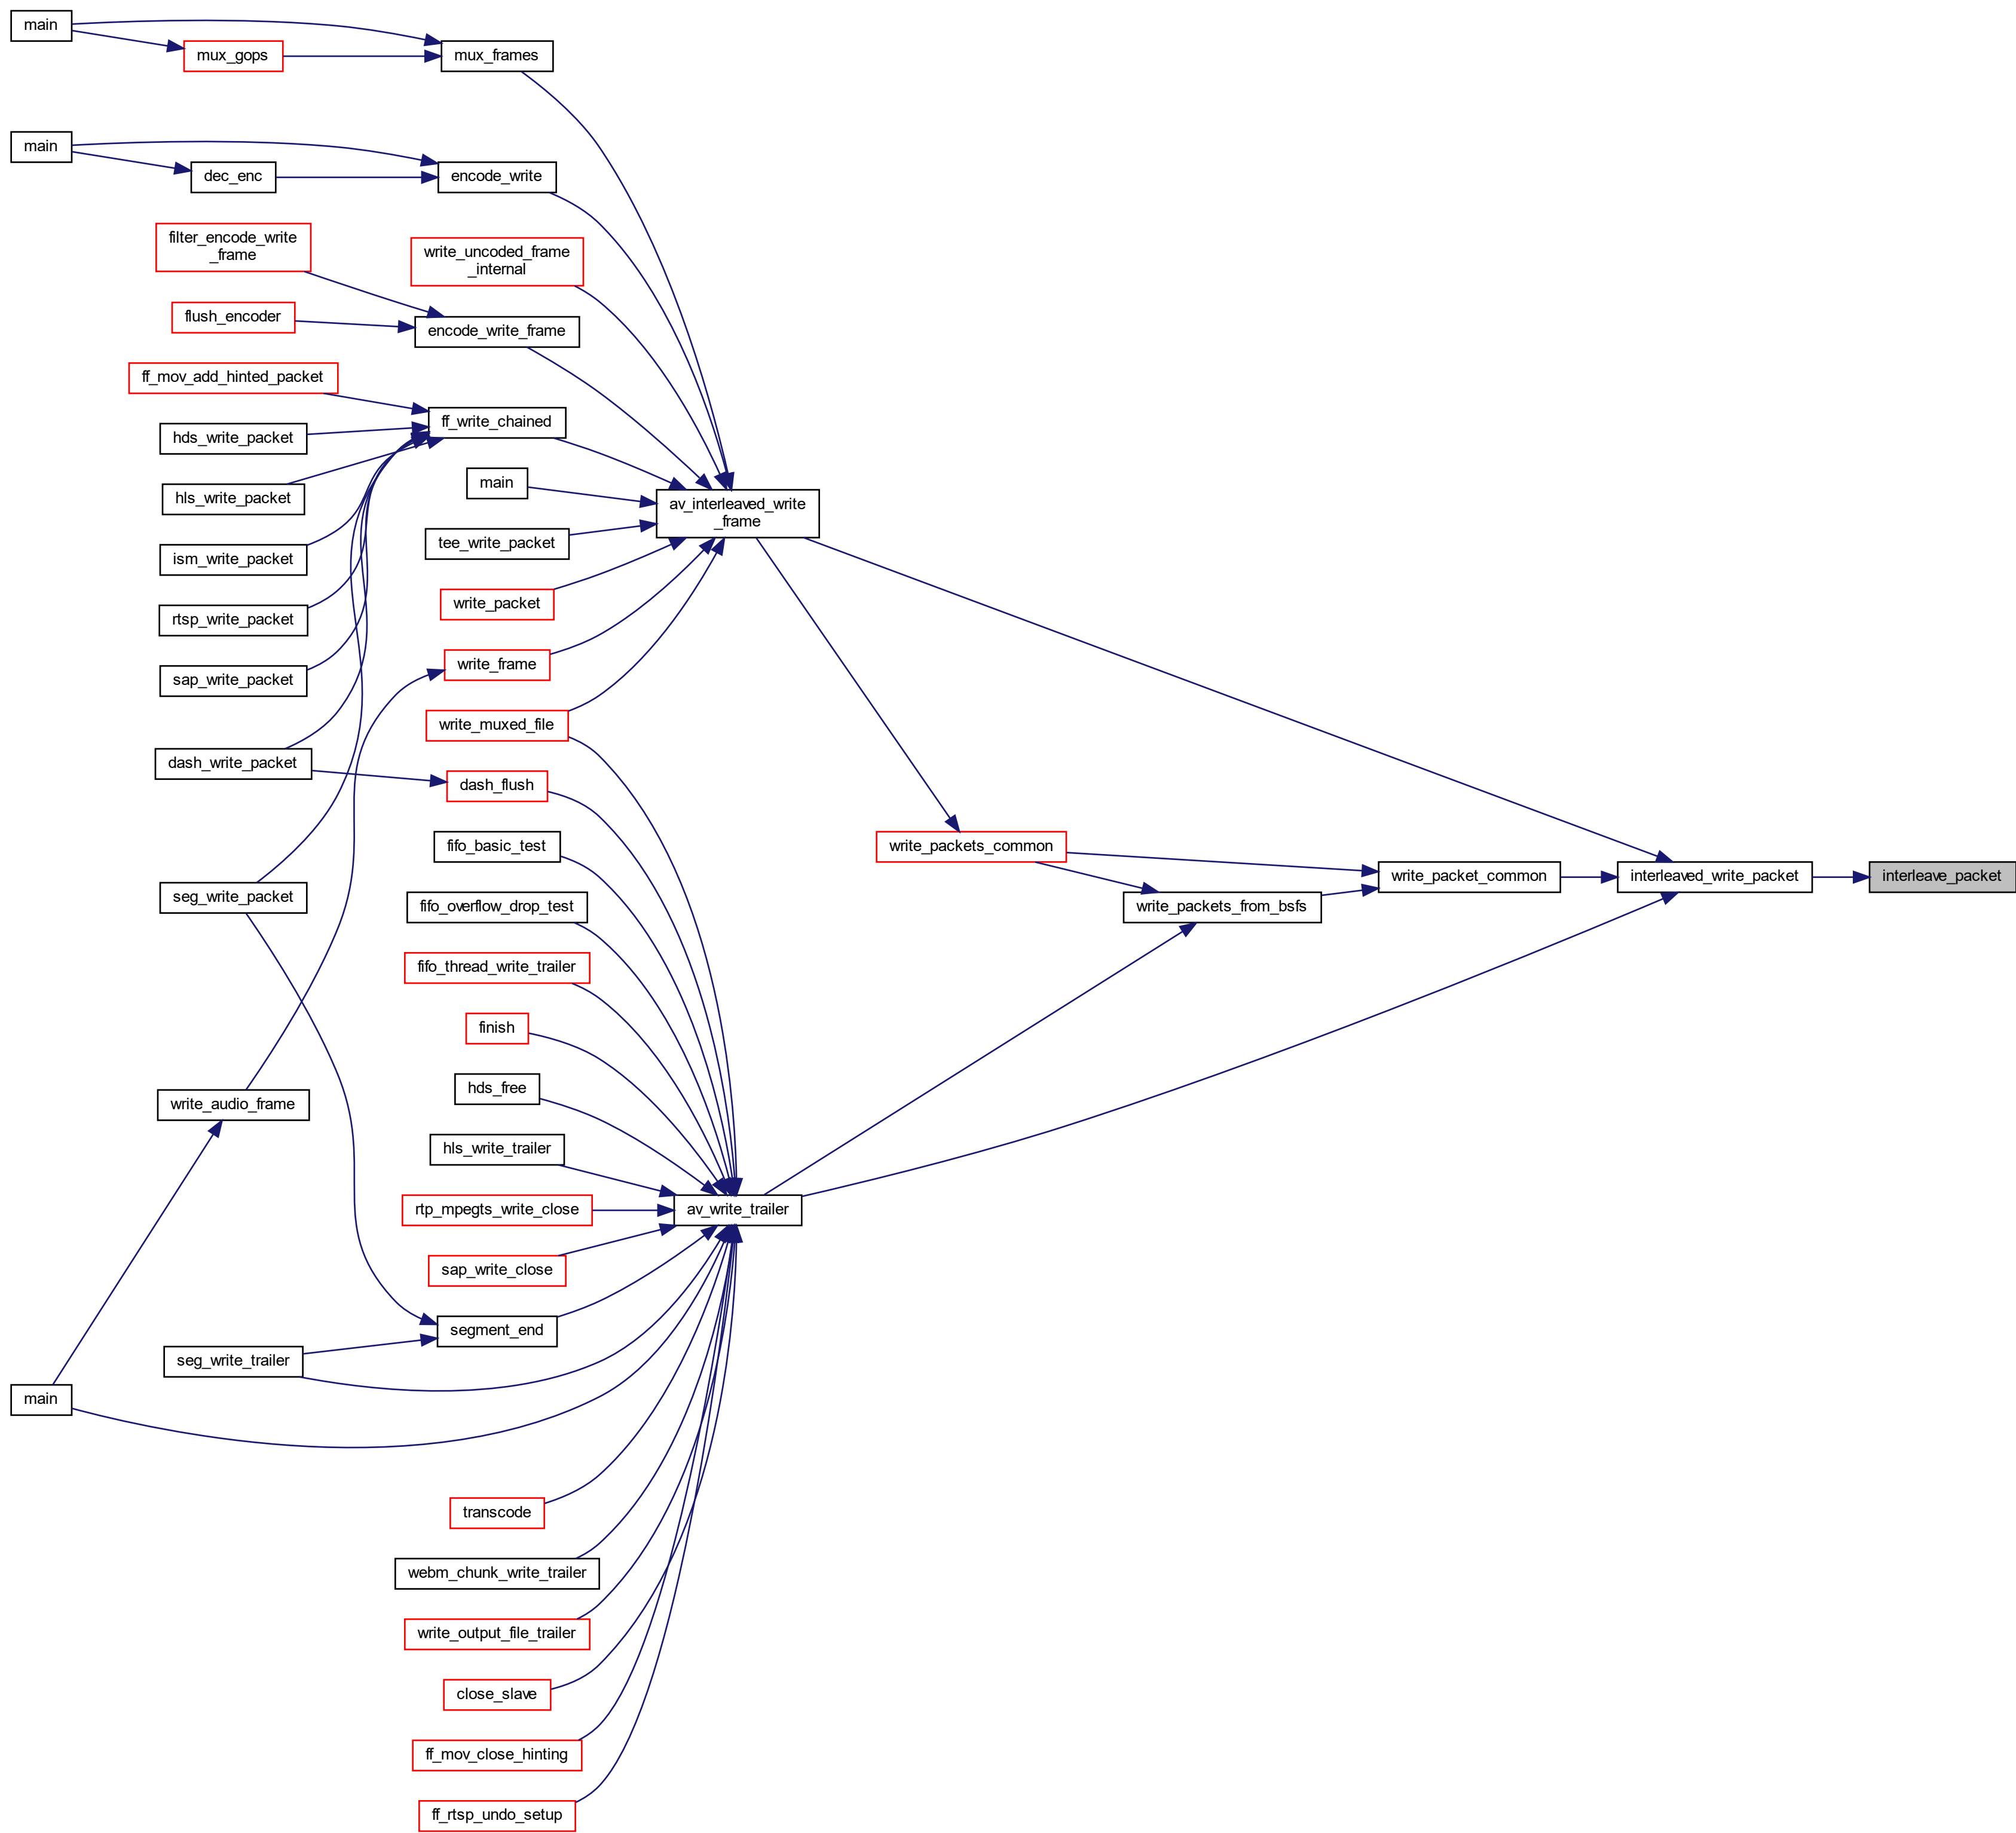 main
mux_gops
mux_frames
main
dec_enc
encode_write
filter_encode_write
_frame
write_uncoded_frame
_internal
flush_encoder
encode_write_frame
ff_mov_add_hinted_packet
hds_write_packet
ff_write_chained
hls_write_packet
main
av_interleaved_write
_frame
ism_write_packet
tee_write_packet
rtsp_write_packet
write_packet
sap_write_packet
write_frame
write_muxed_file
dash_write_packet
dash_flush
fifo_basic_test
write_packets_common
write_packet_common
interleaved_write_packet
interleave_packet
seg_write_packet
fifo_overflow_drop_test
write_packets_from_bsfs
fifo_thread_write_trailer
finish
hds_free
write_audio_frame
hls_write_trailer
rtp_mpegts_write_close
av_write_trailer
sap_write_close
segment_end
seg_write_trailer
main
transcode
webm_chunk_write_trailer
write_output_file_trailer
close_slave
ff_mov_close_hinting
ff_rtsp_undo_setup